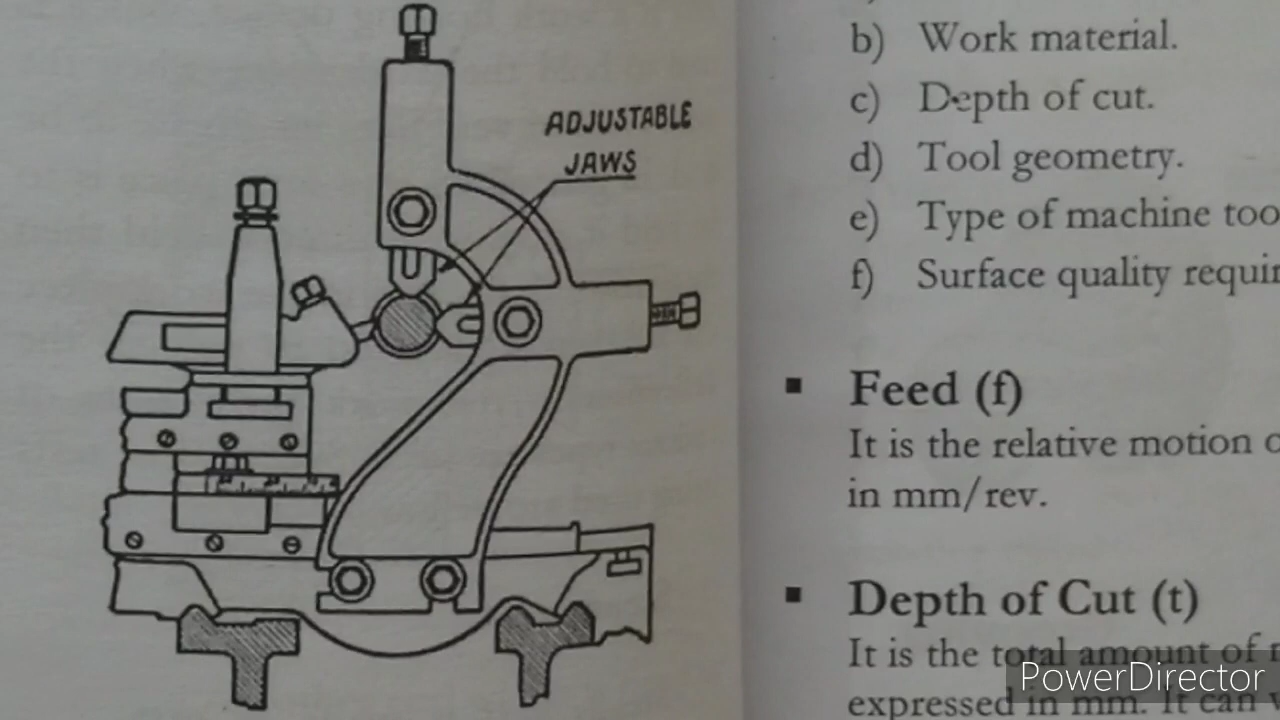 ADJUSTABLE
JAWS
b) Work material.
c) Depth of cut.
d) Tool geometry.
e) Type of machine too
f) Surface quality requir
▪ Feed (f)
It is the relative motion o
in mm/rev.
▪ Depth of Cut (t)
It is the total amount of
expressed in mm. It can
PowerDirector